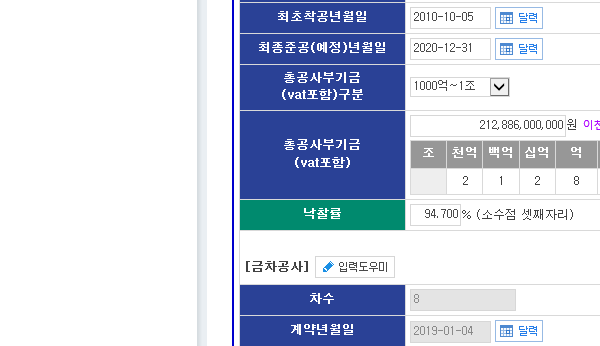 최초착공년월일 2010-10-05 달력
최종준공(예정)년월일 2020-12-31 달력
총공사부기금
(vat포함)구분 1000억~1조
총공사부기금
(vat포함) 212,886,000,000 원 이천
조 천억 백억 십억 억
2 1 2 8
낙찰률 94.700 % (소수점 셋째자리)
[금차공사] 입력도우미
차수 8
계약년월일 2019-01-04 달력